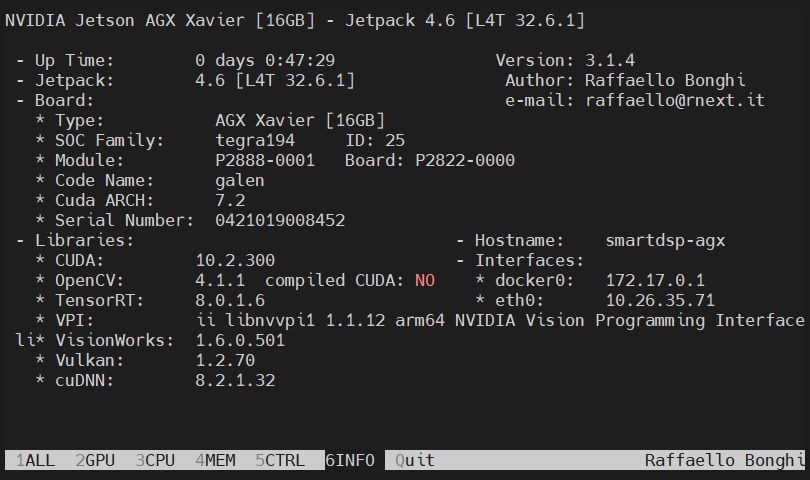 NVIDIA Jetson AGX Xavier [16GB] - Jetpack 4.6 [L4T 32.6.1]
- Up Time: 0 days 0:47:29 Version: 3.1.4
- Jetpack: 4.6 [L4T 32.6.1] Author: Raffaello Bonghi
- Board: e-mail: raffaello@rnext.it
* Type: AGX Xavier [16GB]
* SOC Family: tegra194 ID: 25
* Module: P2888-0001 Board: P2822-0000
* Code Name: galen
* Cuda ARCH: 7.2
* Serial Number: 0421019008452
- Libraries: - Hostname: smartdsp-agx
* CUDA: 10.2.300 - Interfaces:
* OpenCV: 4.1.1 compiled CUDA: NO * docker0: 172.17.0.1
* TensorRT: 8.0.1.6 * eth0: 10.26.35.71
* VPI: ii libnvvpi1 1.1.12 arm64 NVIDIA Vision Programming Interface
li* VisionWorks: 1.6.0.501
* Vulkan: 1.2.70
* cuDNN: 8.2.1.32
1ALL 2GPU 3CPU 4MEM 5CTRL 6INFO Quit Raffaello Bonghi